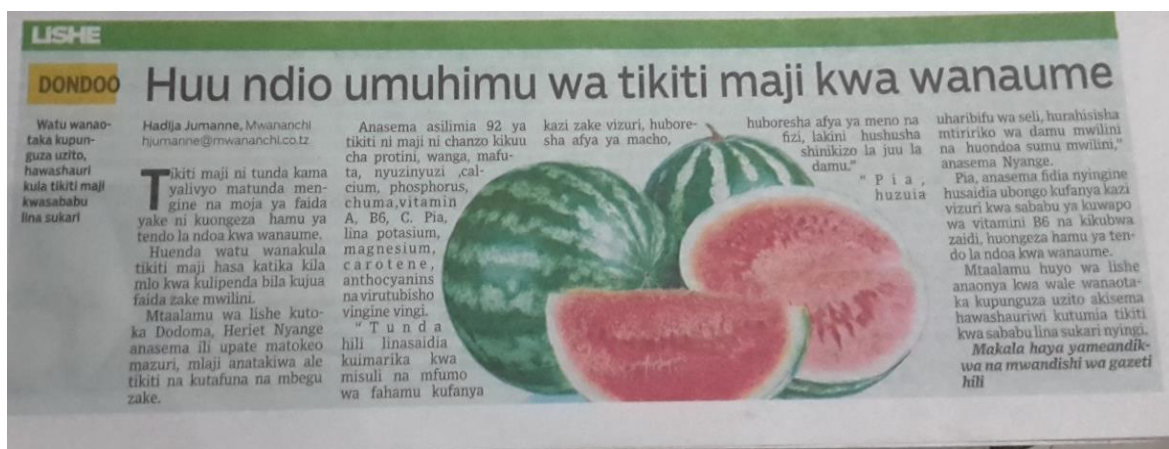 LISHE
DONDOO
Huu ndio umuhimu wa tikiti maji kwa wanaume
Watu wanao-
taka kupun-
guza uzito,
hawashauri
kula tikiti maji
kwasababu
lina sukari
Hadija Jumanne, Mwananchi
hjumanne@mwananchi.co.tz
Tikiti maji ni tunda kama
yalivyo matunda men-
gine na moja ya faida
yake ni kuongeza hamu ya
tendo la ndoa kwa wanaume.
Huenda watu wanakula
tikiti maji hasa katika kila
mlo kwa kulipenda bila kujua
faida zake mwilini.
Mtaalamu wa lishe kuto-
ka Dodoma, Heriet Nyange
anasema ili upate matokeo
mazuri, mlaji anatakiwa ale
tikiti na kutafuna na mbegu
zake.
Anasema asilimia 92 ya
tikiti ni maji ni chanzo kikuu
cha protini, wanga, mafu-
ta, nyuzinyuzi ,cal-
cium, phosphorus,
chuma,vitamin
A, B6, C. Pia,
lina potasium,
magnesium,
carotene,
anthocyanins
na virutubisho
vingine vingi.
"Tunda
hili linasaidia
kuimarika kwa
misuli na mfumo
wa fahamu kufanya
kazi zake vizuri, hubore-
sha afya ya macho,
huboresha afya ya meno na
fizi, lakini hushusha
shinikizo la juu la
damu."
"Pia,
huzuia
uharibifu wa seli, hurahisisha
mtiririko wa damu mwilini
na huondoa sumu mwilini,"
anasema Nyange.
Pia, anasema fidia nyingine
husaidia ubongo kufanya kazi
vizuri kwa sababu ya kuwapo
wa vitamini B6 na kikubwa
zaidi, huongeza hamu ya ten-
do la ndoa kwa wanaume.
Mtaalamu huyo wa lishe
anaonya kwa wale wanaota-
ka kupunguza uzito akisema
hawashauriwi kutumia tikiti
kwa sababu lina sukari nyingi.
Makala haya yameandik-
wa na mwandishi wa gazeti
hili